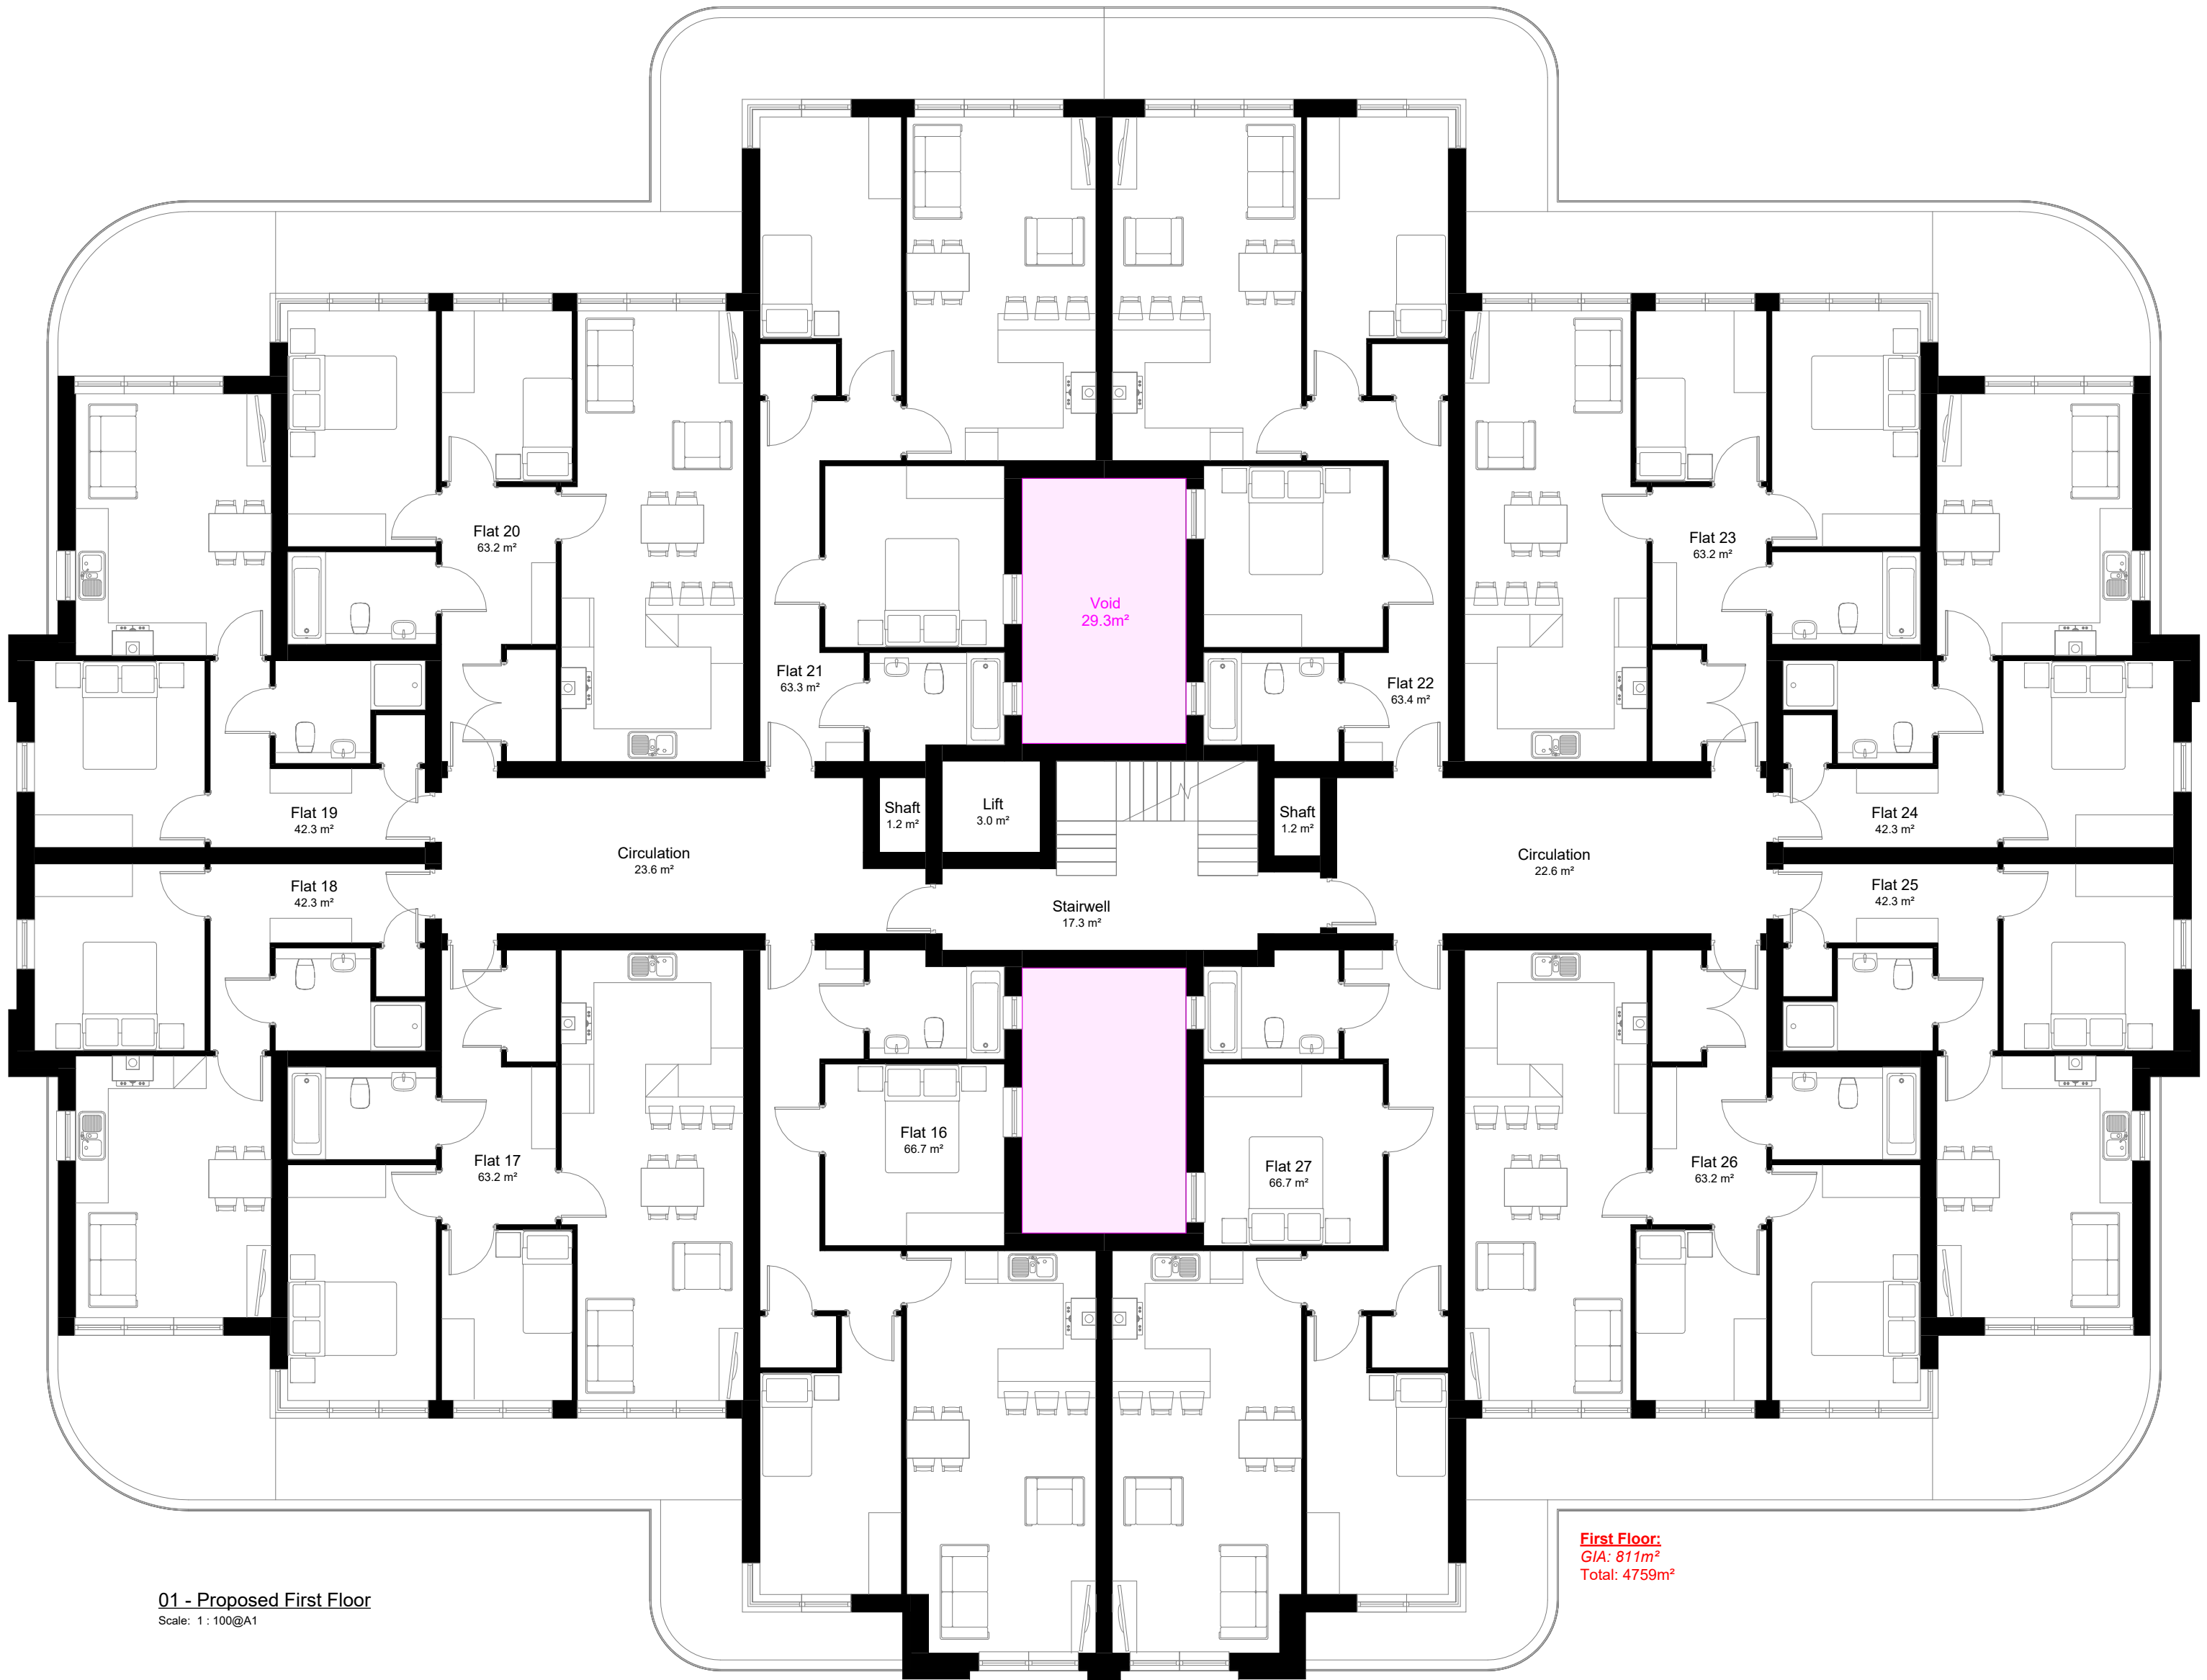 Flat 20
63.2 m²
Flat 23
63.2 m²
Void
29.3m²
Flat 21
63.3 m²
Flat 22
63.4 m²
Flat 19
42.3 m²
Shaft
1.2 m²
Lift
3.0 m²
Shaft
1.2 m²
Flat 24
42.3 m²
Circulation
23.6 m²
Circulation
22.6 m²
Flat 18
42.3 m²
Stairwell
17.3 m²
Flat 25
42.3 m²
Flat 16
66.7 m²
Flat 17
63.2 m²
Flat 27
66.7 m²
Flat 26
63.2 m²
First Floor:
GIA: 811m²
Total: 4759m²
01 - Proposed First Floor
Scale: 1 : 100@A1